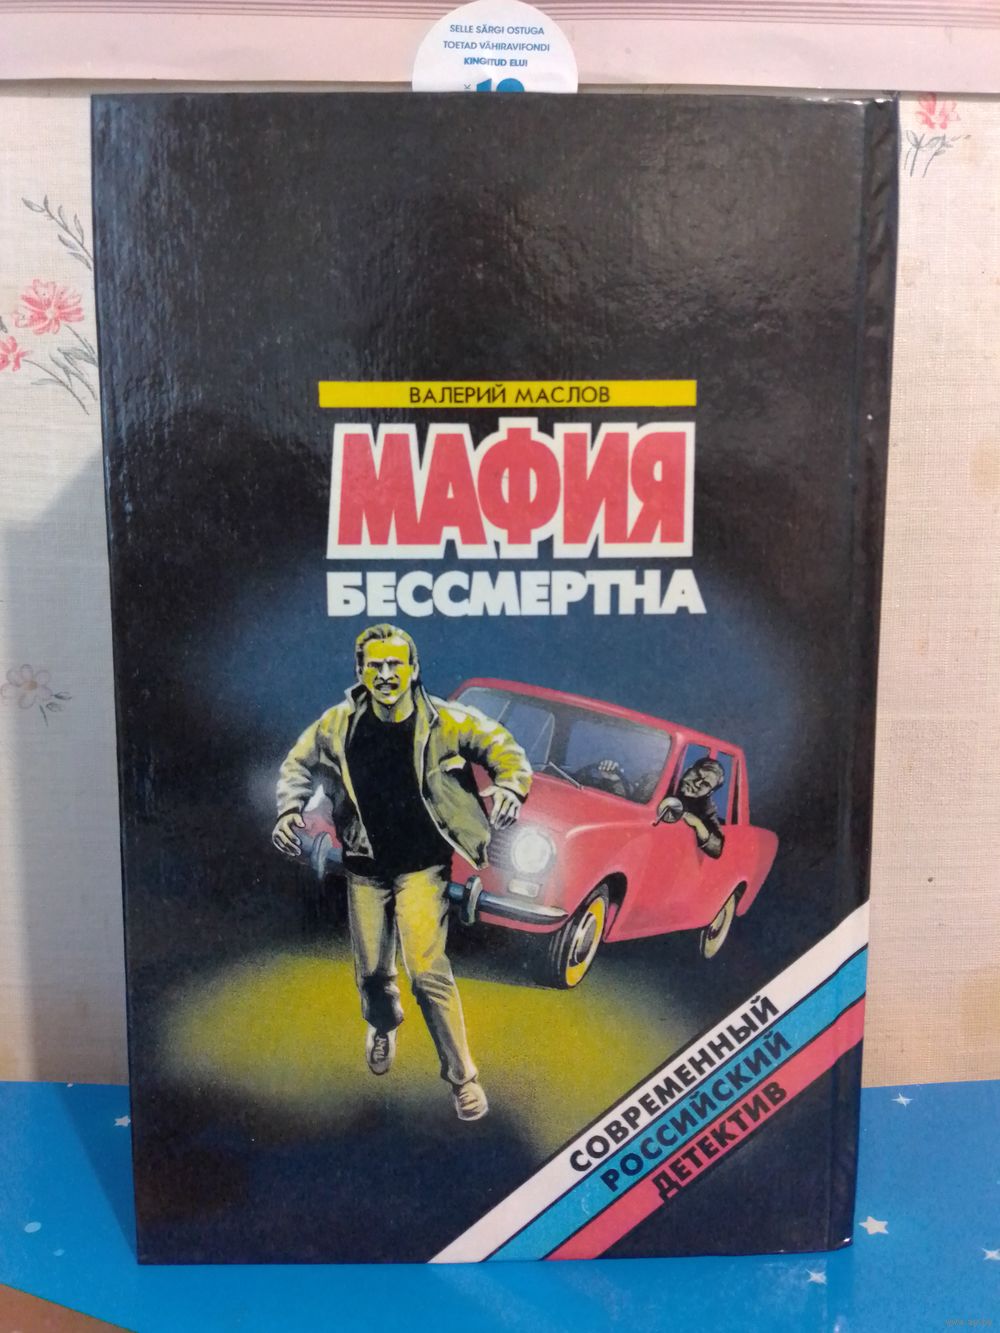 SELLE SÄRGI OSTUGA
TOETAD VÄHIRAVIFONDI
KINGITUD ELU!
ВАЛЕРИЙ МАСЛОВ
МАФИЯ
БЕССМЕРТНА
СОВРЕМЕННЫЙ
РОССИЙСКИЙ
ДЕТЕКТИВ